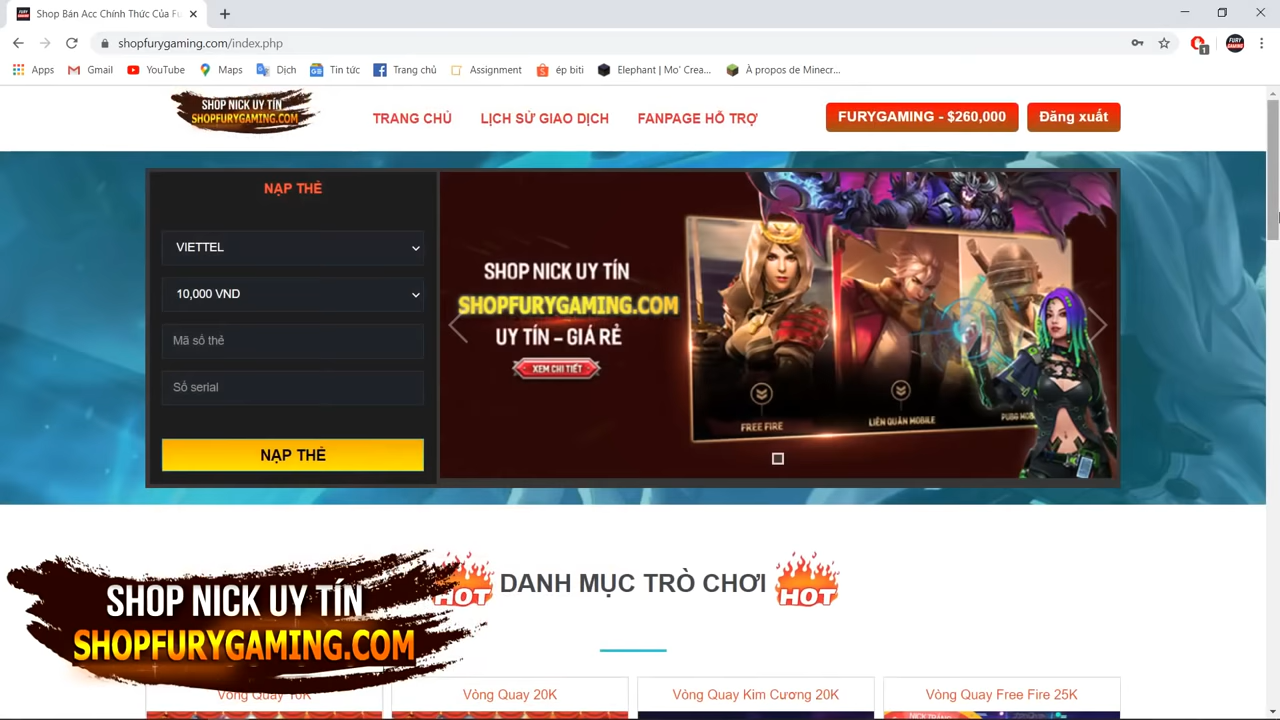 Shop Bán Acc Chính Thức Của Fu
shopfurygaming.com/index.php
1
FURY GAMING
Apps
Gmail
YouTube
Maps
Dịch
Tin tức
Trang chủ
Assignment
ép biti
Elephant | Mo' Crea...
À propos de Minecr...
SHOP NICK UY TÍN
SHOPFURYGAMING.COM
TRANG CHỦ
LỊCH SỬ GIAO DỊCH
FANPAGE HỖ TRỢ
FURYGAMING - $260,000
Đăng xuất
NẠP THẺ
VIETTEL
10,000 VND
Mã số thẻ
Số serial
NẠP THẺ
SHOP NICK UY TÍN
SHOPFURYGAMING.COM
UY TÍN - GIÁ RẺ
XEM CHI TIẾT
FREE FIRE
LIÊN QUÂN MOBILE
HOT
DANH MỤC TRÒ CHƠI
HOT
SHOP NICK UY TÍN
SHOPFURYGAMING.COM
Vòng Quay 10K
Vòng Quay 20K
Vòng Quay Kim Cương 20K
Vòng Quay Free Fire 25K